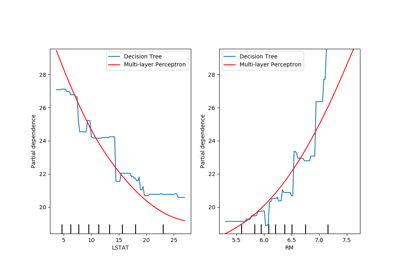 Decision Tree
Multi-layer Perceptron
Partial dependence
28
26
24
22
20
5
10
15
20
25
LSTAT
Decision Tree
Multi-layer Perceptron
Partial dependence
28
26
24
22
20
5.5
6.0
6.5
7.0
7.5
RM